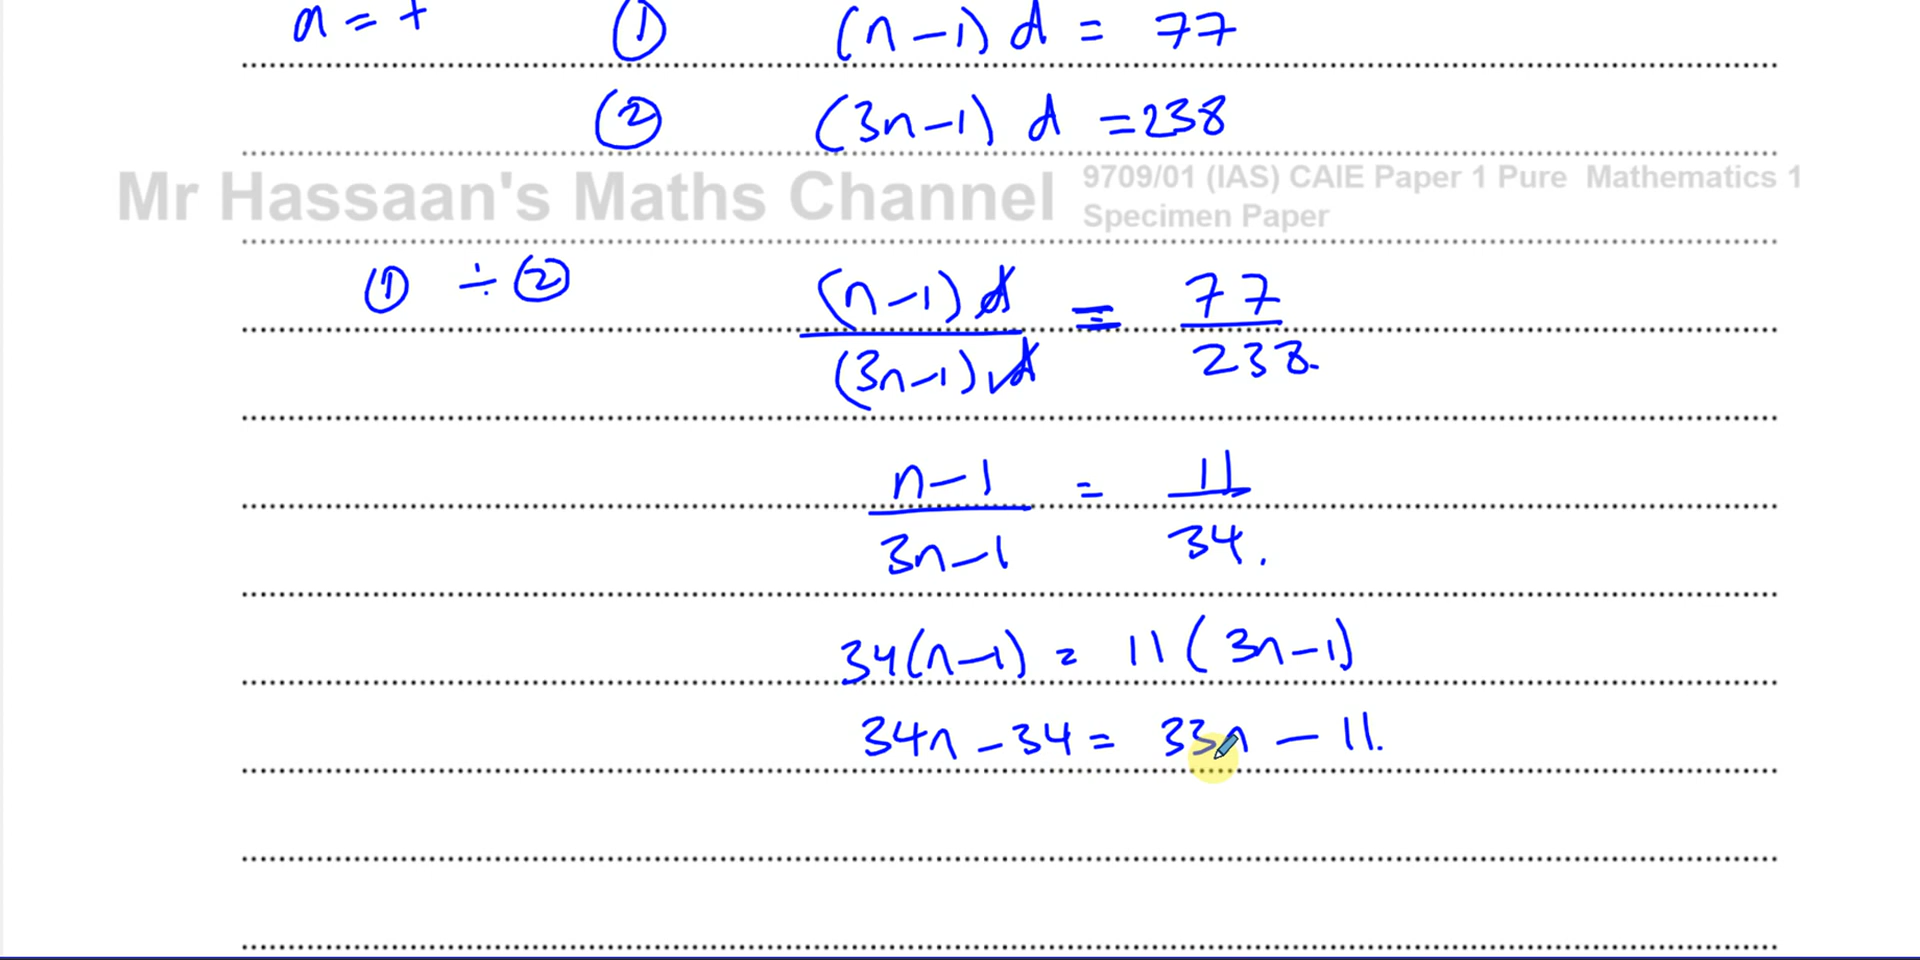 a = 7 ① (n-1) d = 77
② (3n-1) d = 238
Mr Hassaan's Maths Channel
9709/01 (IAS) CAIE Paper 1 Pure Mathematics 1
Specimen Paper
① ÷ ② (n-1) d / (3n-1) d = 77 / 238.
n-1 / 3n-1 = 11 / 34.
34(n-1) = 11(3n-1)
34n - 34 = 33n - 11.